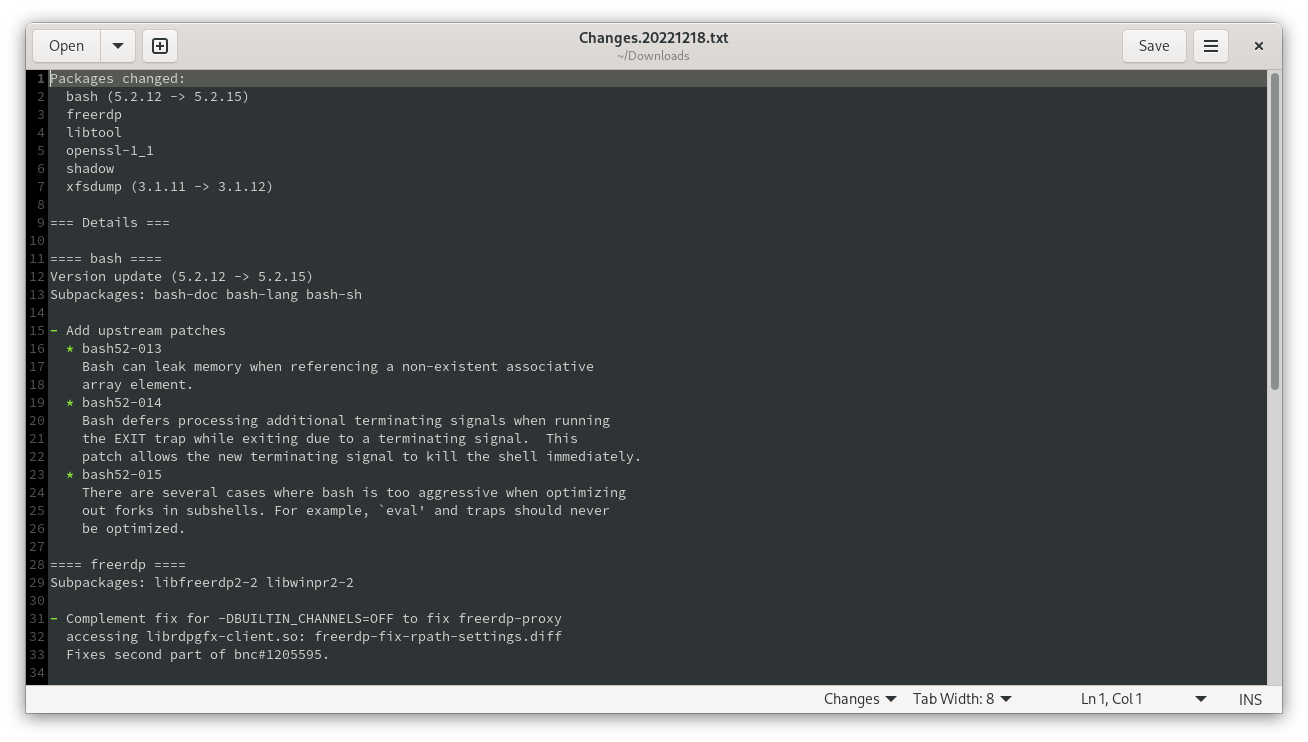 Open
Changes.20221218.txt
~/Downloads
Save
1 Packages changed:
2   bash (5.2.12 -> 5.2.15)
3   freerdp
4   libtool
5   openssl-1_1
6   shadow
7   xfsdump (3.1.11 -> 3.1.12)
8
9 === Details ===
10
11 ==== bash ====
12 Version update (5.2.12 -> 5.2.15)
13 Subpackages: bash-doc bash-lang bash-sh
14
15 - Add upstream patches
16   * bash52-013
17     Bash can leak memory when referencing a non-existent associative
18     array element.
19   * bash52-014
20     Bash defers processing additional terminating signals when running
21     the EXIT trap while exiting due to a terminating signal.  This
22     patch allows the new terminating signal to kill the shell immediately.
23   * bash52-015
24     There are several cases where bash is too aggressive when optimizing
25     out forks in subshells. For example, `eval' and traps should never
26     be optimized.
27
28 ==== freerdp ====
29 Subpackages: libfreerdp2-2 libwinpr2-2
30
31 - Complement fix for -DBUILTIN_CHANNELS=OFF to fix freerdp-proxy
32   accessing librdpgfx-client.so: freerdp-fix-rpath-settings.diff
33   Fixes second part of bnc#1205595.
34
Changes Tab Width: 8 Ln 1, Col 1 INS